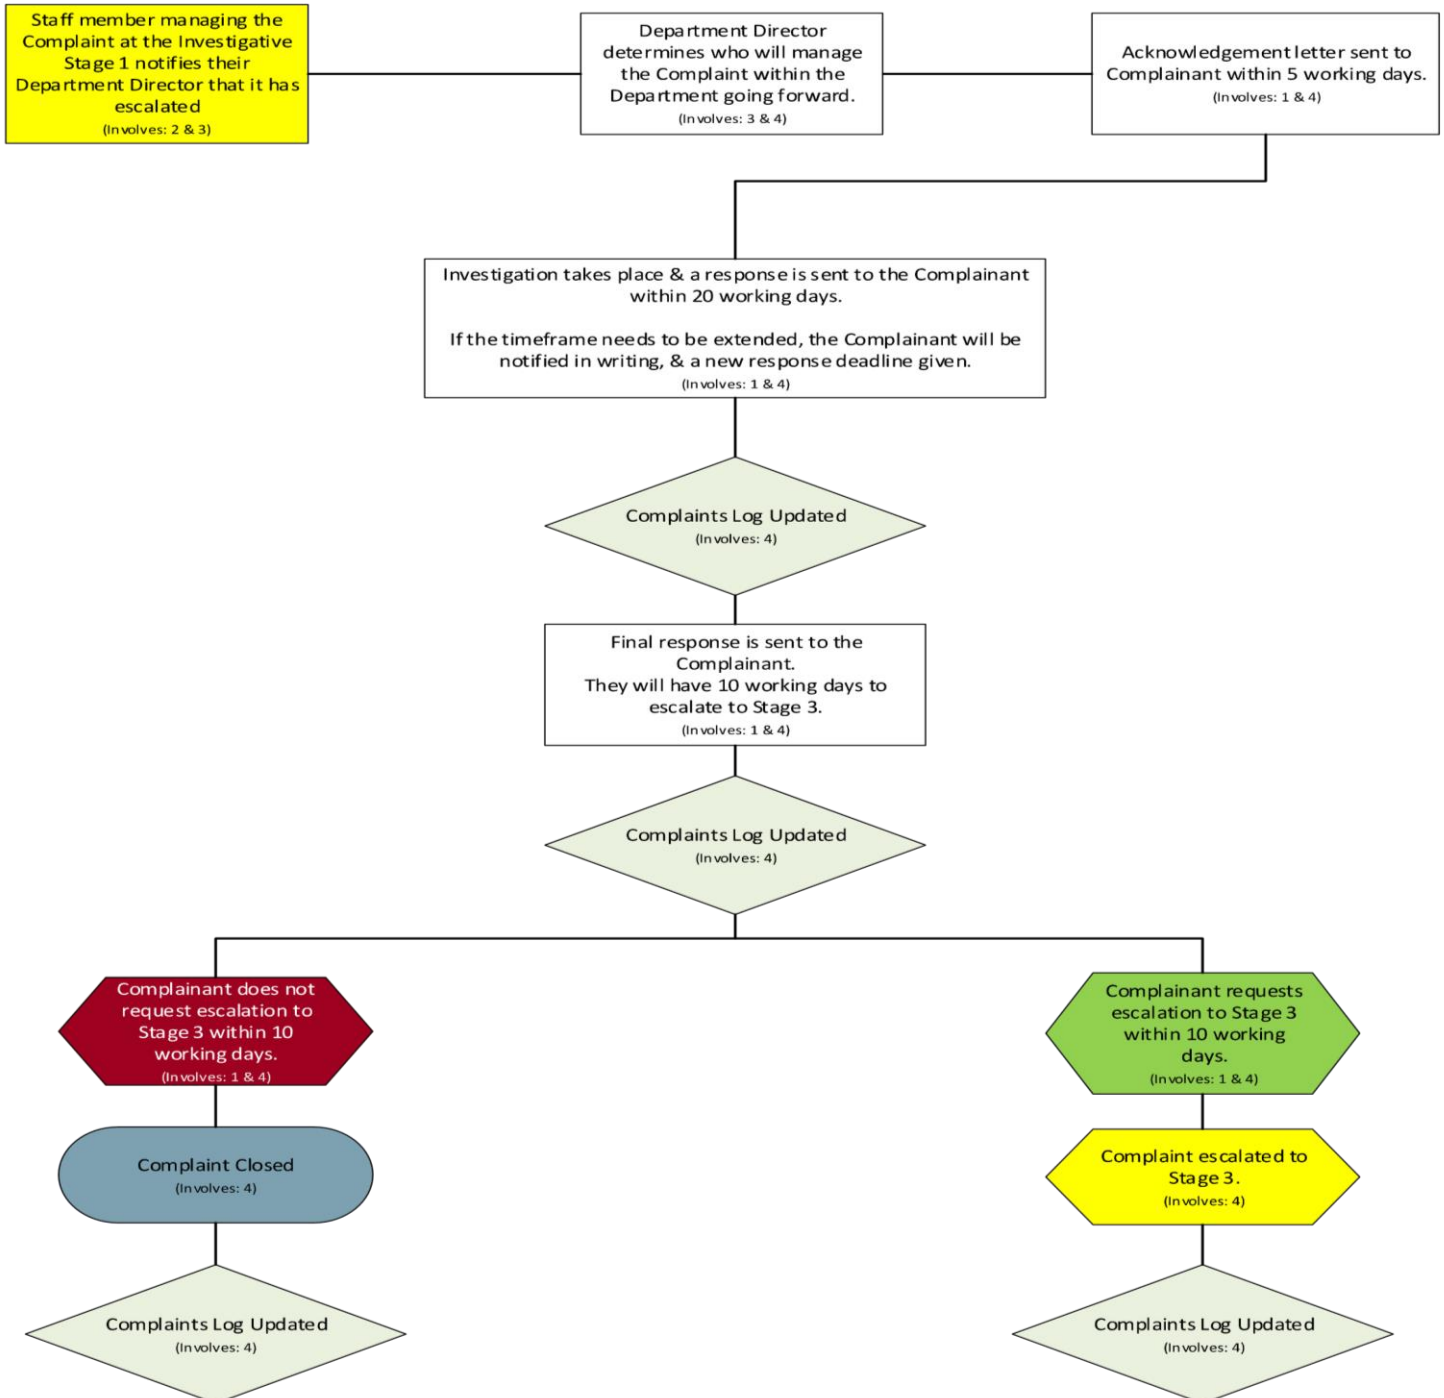 Staff member managing the
Complaint at the Investigative
Stage 1 notifies their
Department Director that it has
escalated
(Involves: 2 & 3)
Department Director
determines who will manage
the Complaint within the
Department going forward.
(Involves: 3 & 4)
Acknowledgement letter sent to
Complainant within 5 working days.
(Involves: 1 & 4)
Investigation takes place & a response is sent to the Complainant
within 20 working days.
If the timeframe needs to be extended, the Complainant will be
notified in writing, & a new response deadline given.
(Involves: 1 & 4)
Complaints Log Updated
(Involves: 4)
Final response is sent to the
Complainant.
They will have 10 working days to
escalate to Stage 3.
(Involves: 1 & 4)
Complaints Log Updated
(Involves: 4)
Complainant does not
request escalation to
Stage 3 within 10
working days.
(Involves: 1 & 4)
Complaint Closed
(Involves: 4)
Complaints Log Updated
(Involves: 4)
Complainant requests
escalation to Stage 3
within 10 working
days.
(Involves: 1 & 4)
Complaint escalated to
Stage 3.
(Involves: 4)
Complaints Log Updated
(Involves: 4)